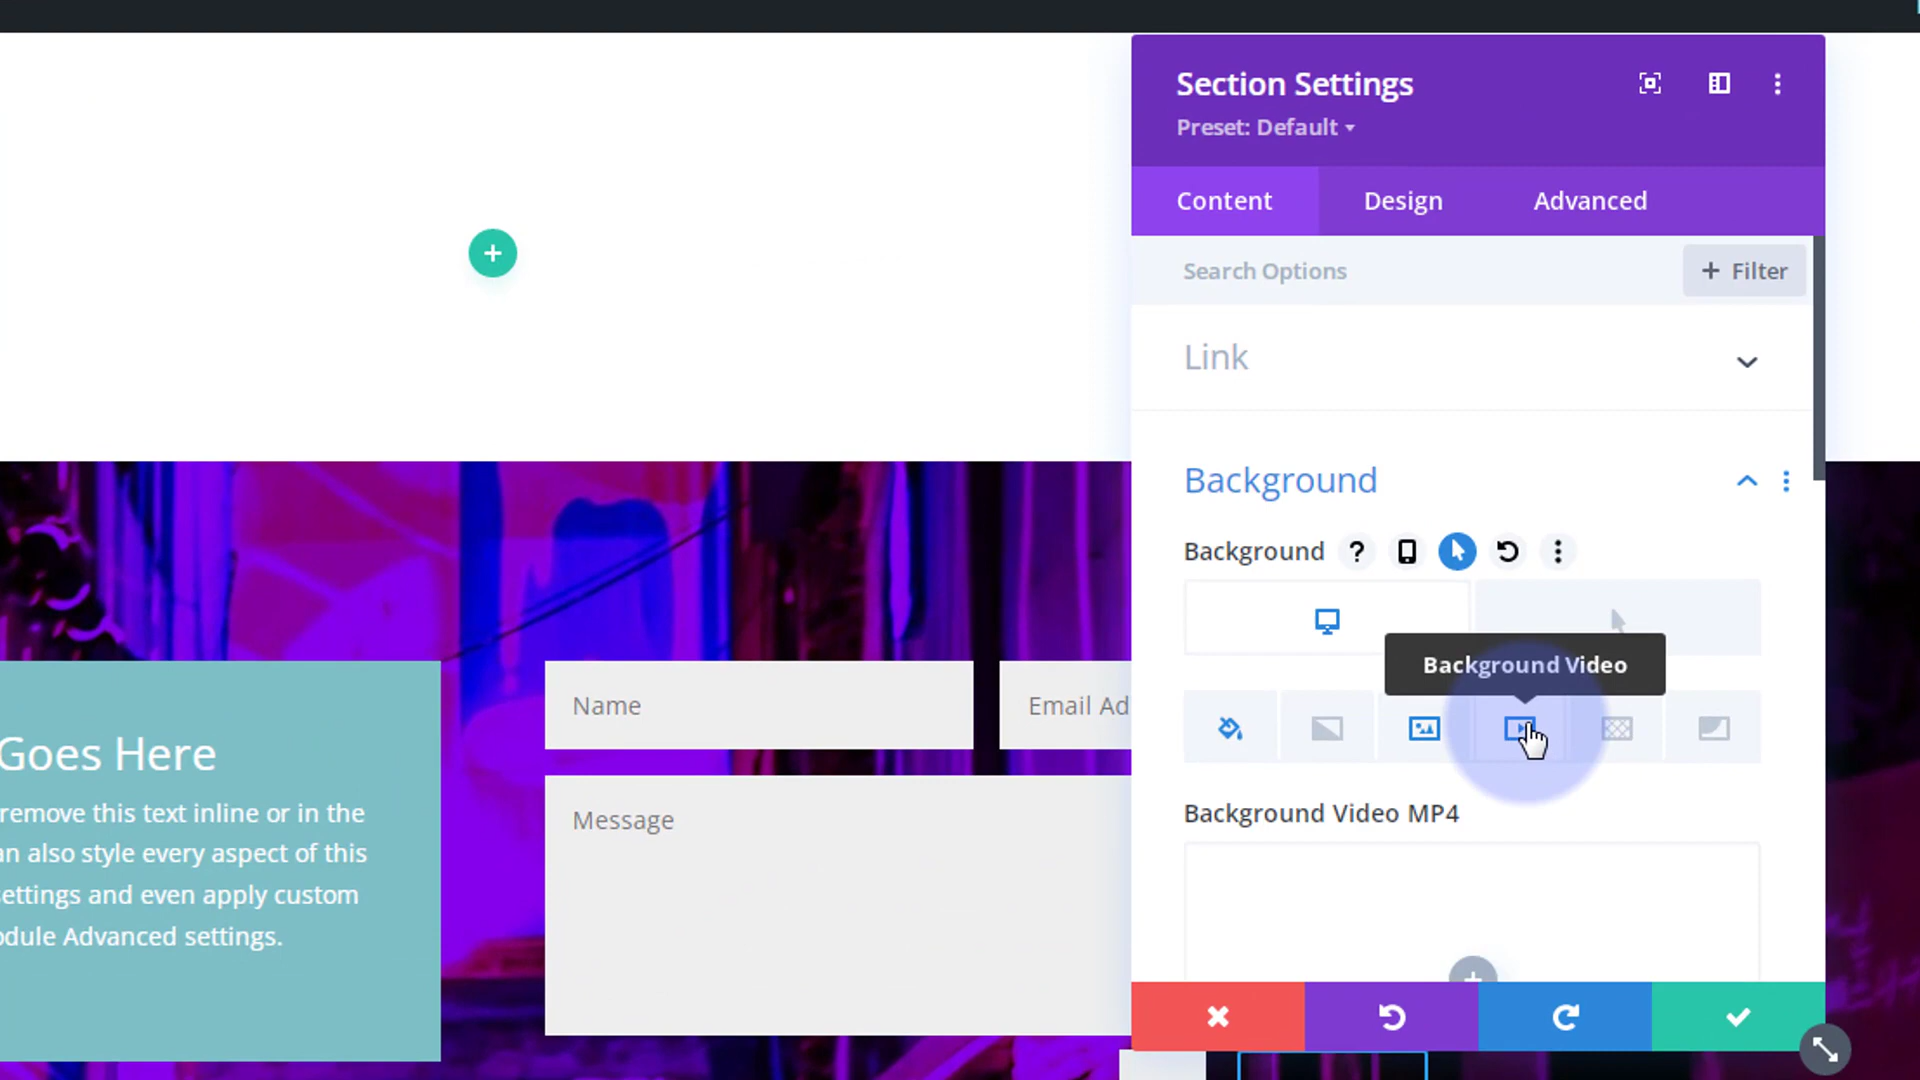 Section Settings
Preset: Default
Content
Design
Advanced
Search Options
+ Filter
Link
Background
Background ?
Background Video
Background Video MP4
Name
Email Ad
Message
Goes Here
remove this text inline or in the
an also style every aspect of this
settings and even apply custom
odule Advanced settings.